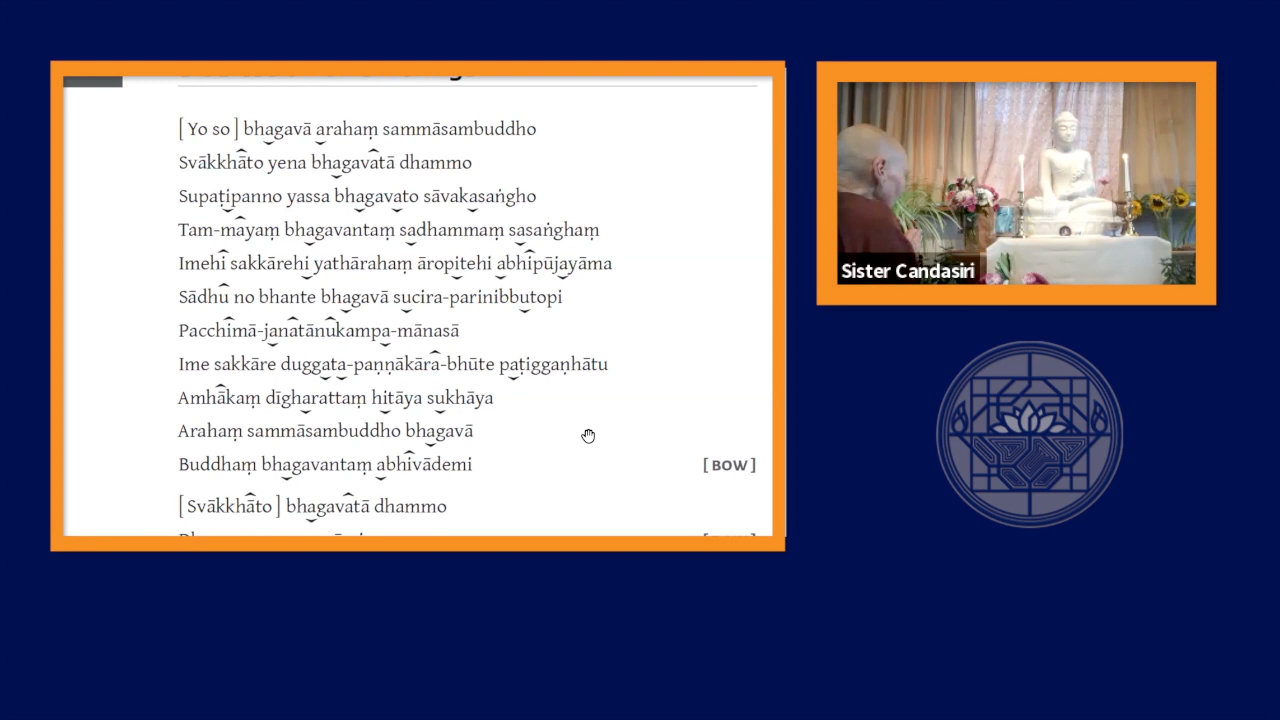 [ Yo so ] bhagavā arahaṃ sammāsambuddho
Svākkhāto yena bhagavatā dhammo
Supaṭipanno yassa bhagavato sāvakasaṅgho
Tam-mayaṃ bhagavantaṃ sadhammaṃ sasaṅghaṃ
Imehi sakkārehi yathārahaṃ āropitehi abhipūjayāma
Sādhu no bhante bhagavā sucira-parinibbutopi
Pacchimā-janatānukampa-mānasā
Ime sakkāre duggata-paṇṇākāra-bhūte paṭiggaṇhātu
Amhākaṃ dīgharattaṃ hitāya sukhāya
Arahaṃ sammāsambuddho bhagavā
Buddhaṃ bhagavantaṃ abhivādemi [ BOW ]
[ Svākkhāto ] bhagavatā dhammo
Sister Candasiri